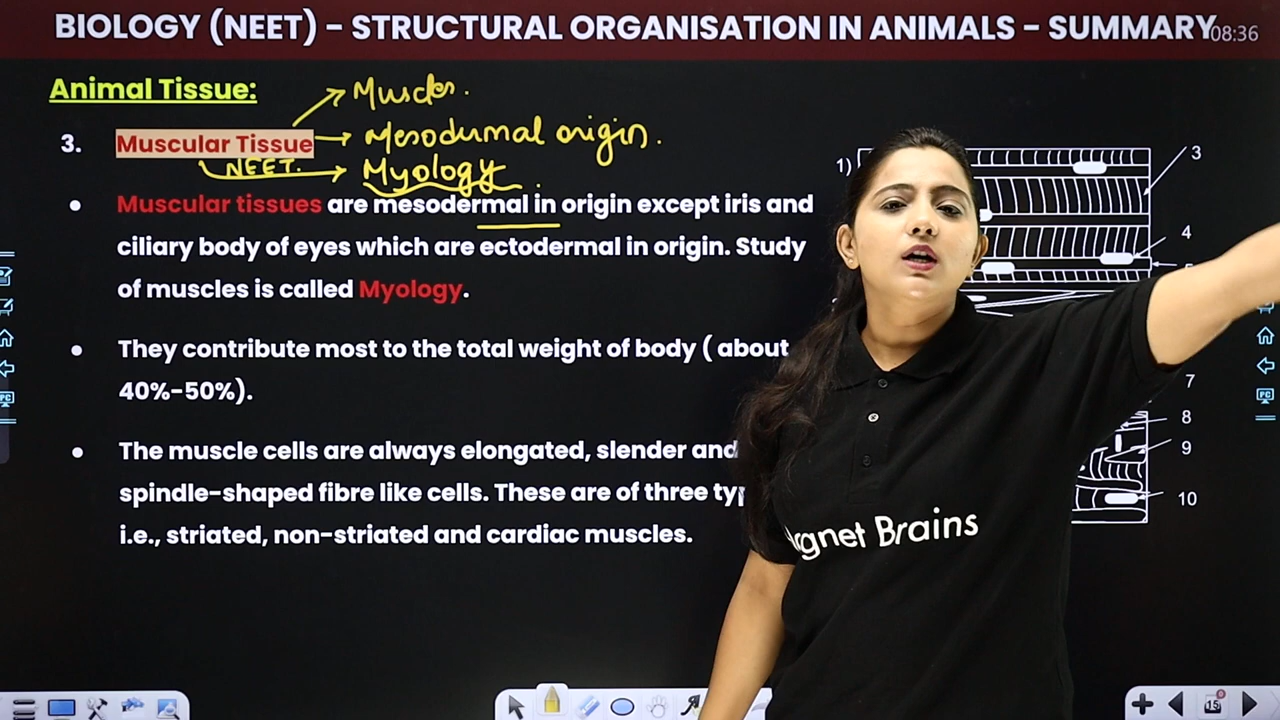 BIOLOGY (NEET) – STRUCTURAL ORGANISATION IN ANIMALS – SUMMARY
08:36
Animal Tissue:
Muscles.
3. Muscular Tissue
Mesodermal origin.
NEET. Myology
• Muscular tissues are mesodermal in origin except iris and
ciliary body of eyes which are ectodermal in origin. Study
of muscles is called Myology.
• They contribute most to the total weight of body ( about
40%-50%).
• The muscle cells are always elongated, slender and
spindle-shaped fibre like cells. These are of three typ
i.e., striated, non-striated and cardiac muscles.
1)
3
4
7
8
9
10
gnet Brains
PC
PC
15